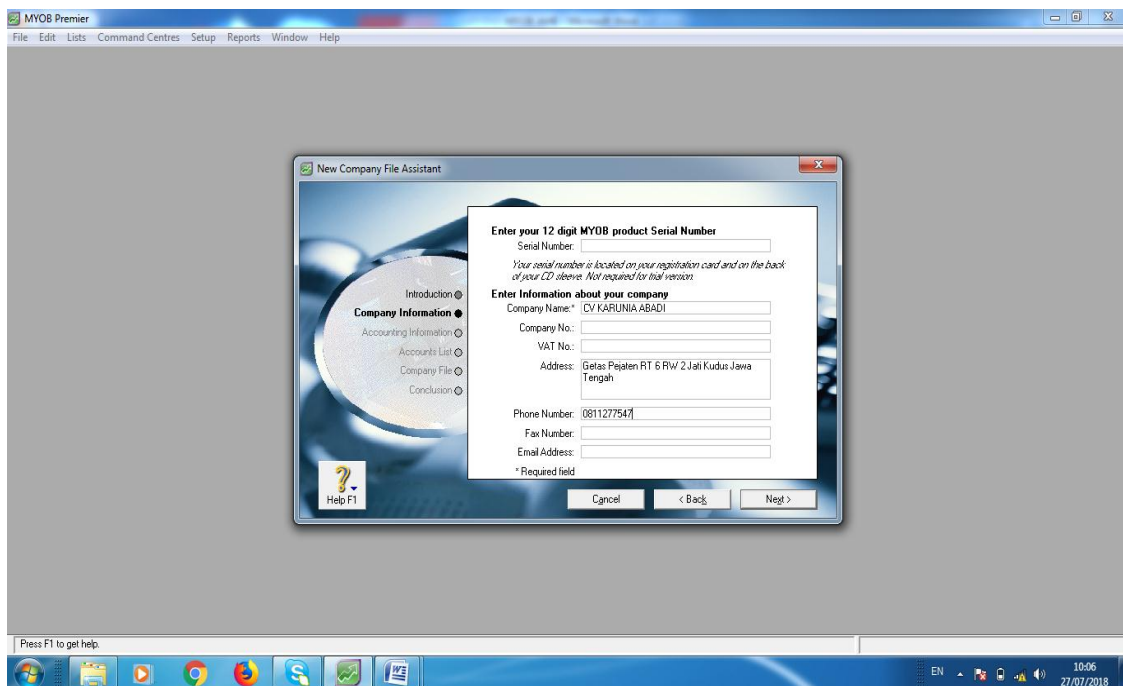 MYOB Premier
File Edit Lists Command Centres Setup Reports Window Help
New Company File Assistant
Introduction
Company Information
Accounting Information
Accounts List
Company File
Conclusion
Help F1
Enter your 12 digit MYOB product Serial Number
Serial Number:
Your serial number is located on your registration card and on the back
of your CD sleeve. Not required for trial version.
Enter Information about your company
Company Name:* CV KARUNIA ABADI
Company No.:
VAT No.:
Address: Getas Pejaten RT 6 RW 2 Jati Kudus Jawa
Tengah
Phone Number: 0811277547
Fax Number:
Email Address:
* Required field
Cancel < Back Next >
Press F1 to get help.
EN 10:06
27/07/2018